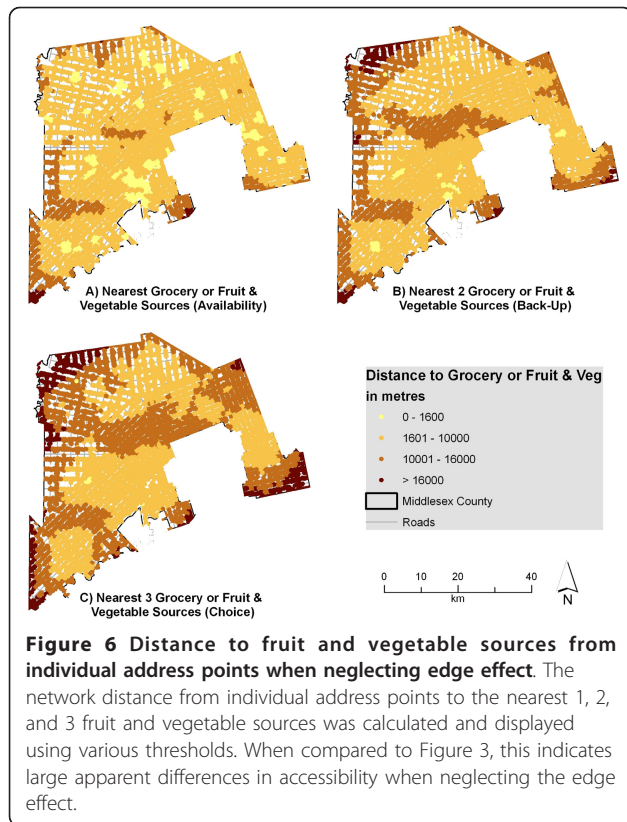 A) Nearest Grocery or Fruit &
Vegetable Sources (Availability)
B) Nearest 2 Grocery or Fruit &
Vegetable Sources (Back-Up)
C) Nearest 3 Grocery or Fruit &
Vegetable Sources (Choice)
Distance to Grocery or Fruit & Veg
in metres
0 - 1600
1601 - 10000
10001 - 16000
> 16000
Middlesex County
Roads
0 10 20 40
km
N
Figure 6 Distance to fruit and vegetable sources from
individual address points when neglecting edge effect. The
network distance from individual address points to the nearest 1, 2,
and 3 fruit and vegetable sources was calculated and displayed
using various thresholds. When compared to Figure 3, this indicates
large apparent differences in accessibility when neglecting the edge
effect.